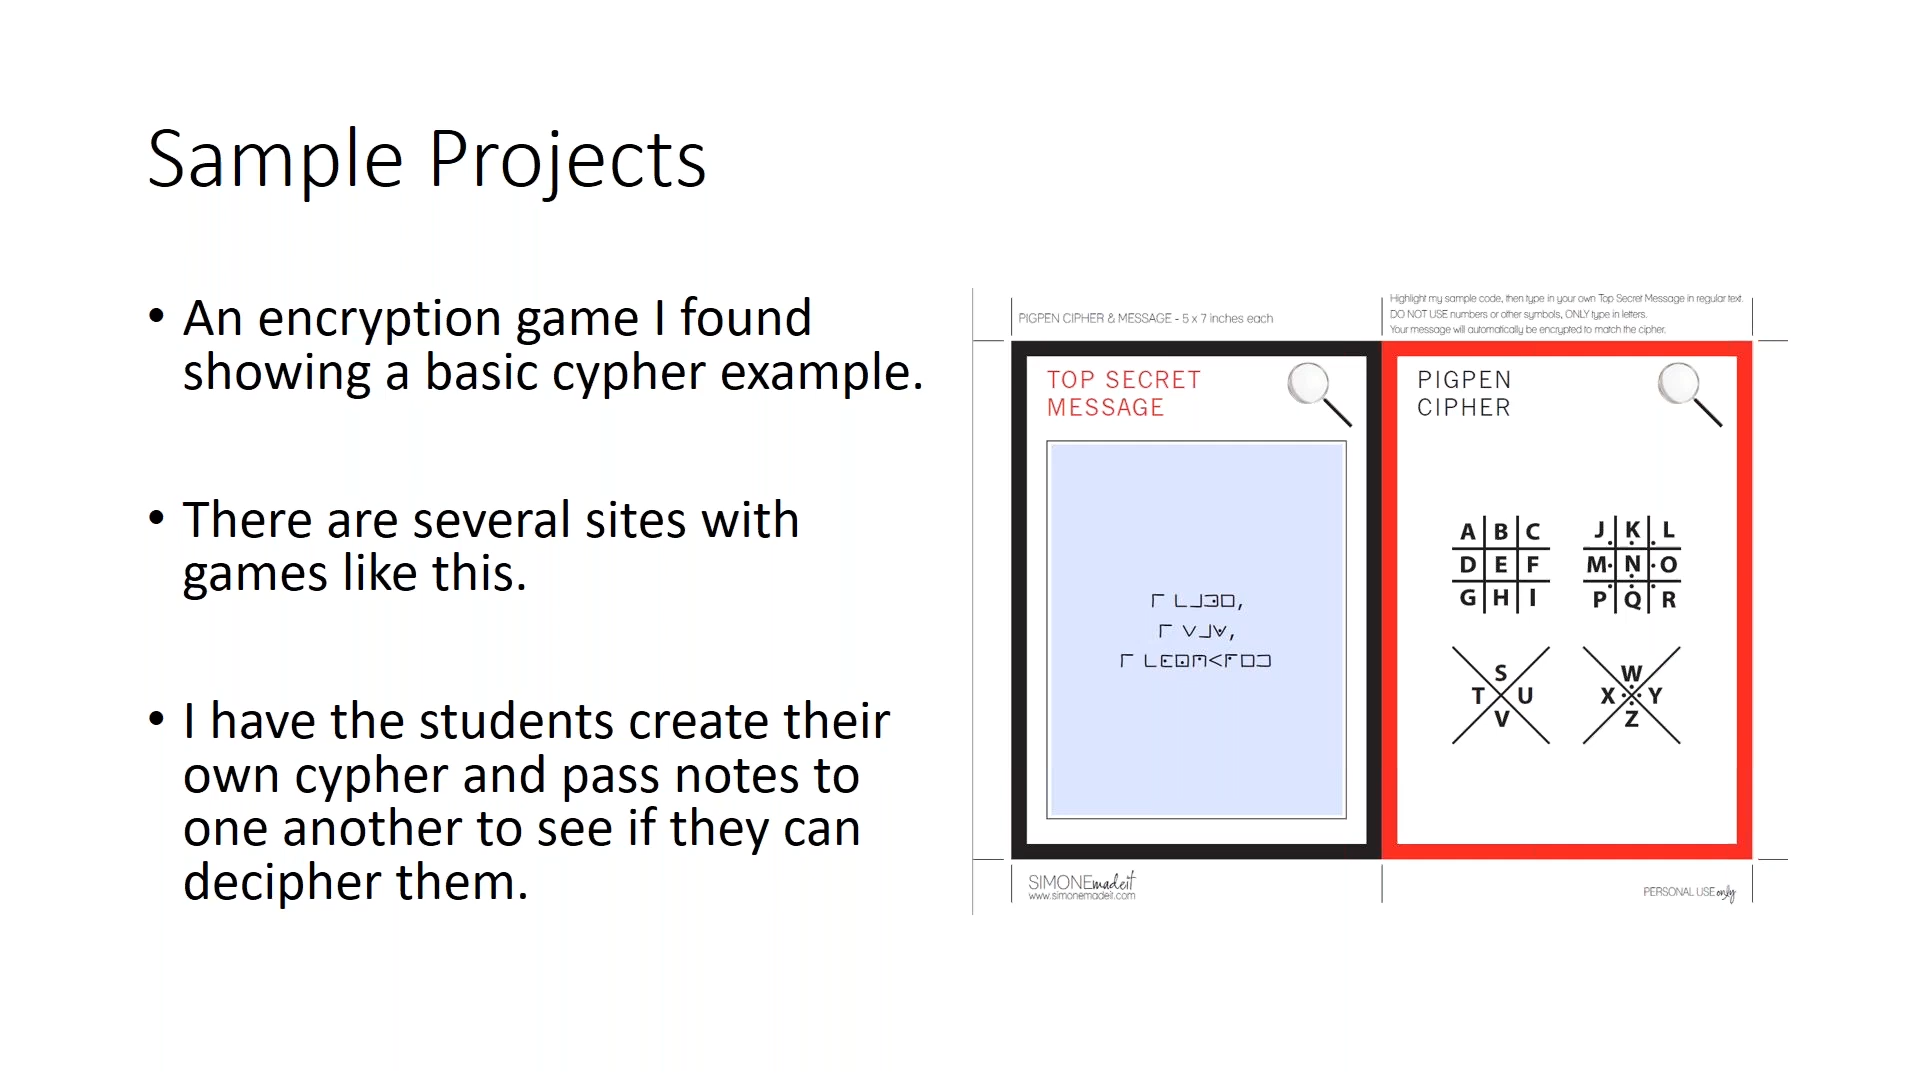 Sample Projects
• An encryption game I found
showing a basic cypher example.
• There are several sites with
games like this.
• I have the students create their
own cypher and pass notes to
one another to see if they can
decipher them.
PIGPEN CIPHER & MESSAGE - 5 x 7 inches each
Highlight my sample code, then type in your own Top Secret Message in regular text.
DO NOT USE numbers or other symbols, ONLY type in letters.
Your message will automatically be encrypted to match the cipher.
TOP SECRET
MESSAGE
PIGPEN
CIPHER
A B C
D E F
G H I
J K L
M N O
P Q R
S
T U
V
W
X Y
Z
SIMONEmadeit
www.simonemadeit.com
PERSONAL USE only